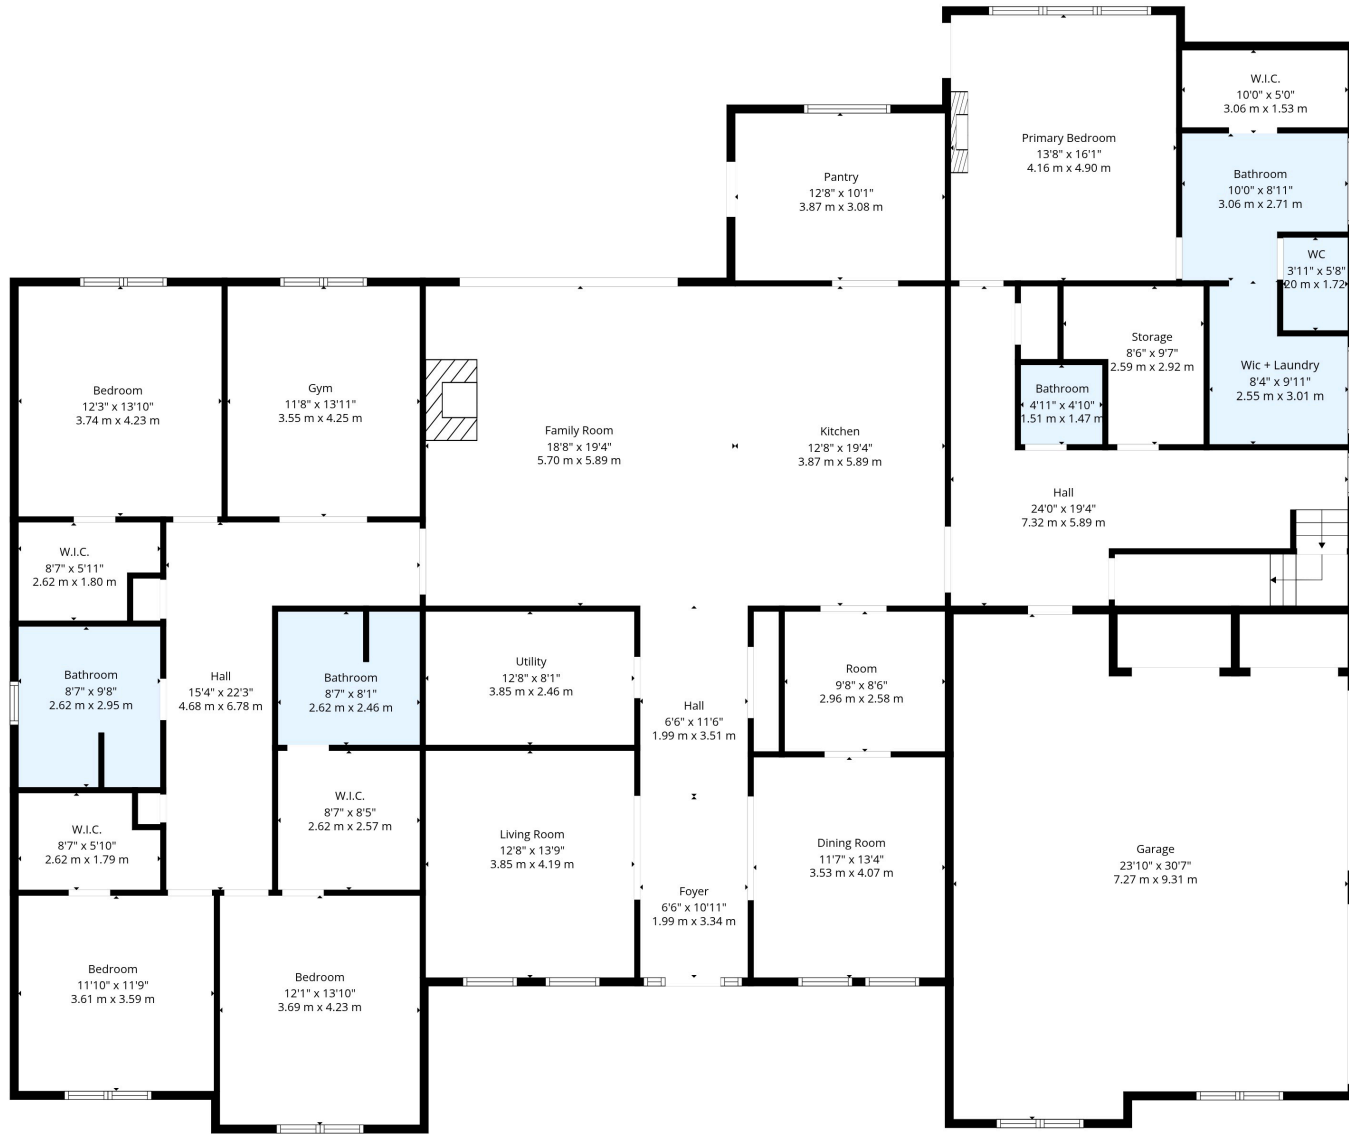 W.I.C.
10'0" x 5'0"
3.06 m x 1.53 m
Primary Bedroom
13'8" x 16'1"
4.16 m x 4.90 m
Pantry
12'8" x 10'1"
3.87 m x 3.08 m
Bathroom
10'0" x 8'11"
3.06 m x 2.71 m
WC
3'11" x 5'8"
1.20 m x 1.72
Storage
8'6" x 9'7"
2.59 m x 2.92 m
Wic + Laundry
8'4" x 9'11"
2.55 m x 3.01 m
Bathroom
4'11" x 4'10"
1.51 m x 1.47 m
Bedroom
12'3" x 13'10"
3.74 m x 4.23 m
Gym
11'8" x 13'11"
3.55 m x 4.25 m
Family Room
18'8" x 19'4"
5.70 m x 5.89 m
Kitchen
12'8" x 19'4"
3.87 m x 5.89 m
Hall
24'0" x 19'4"
7.32 m x 5.89 m
W.I.C.
8'7" x 5'11"
2.62 m x 1.80 m
Bathroom
8'7" x 9'8"
2.62 m x 2.95 m
Hall
15'4" x 22'3"
4.68 m x 6.78 m
Bathroom
8'7" x 8'1"
2.62 m x 2.46 m
Utility
12'8" x 8'1"
3.85 m x 2.46 m
Hall
6'6" x 11'6"
1.99 m x 3.51 m
Room
9'8" x 8'6"
2.96 m x 2.58 m
W.I.C.
8'7" x 5'10"
2.62 m x 1.79 m
W.I.C.
8'7" x 8'5"
2.62 m x 2.57 m
Living Room
12'8" x 13'9"
3.85 m x 4.19 m
Dining Room
11'7" x 13'4"
3.53 m x 4.07 m
Garage
23'10" x 30'7"
7.27 m x 9.31 m
Foyer
6'6" x 10'11"
1.99 m x 3.34 m
Bedroom
11'10" x 11'9"
3.61 m x 3.59 m
Bedroom
12'1" x 13'10"
3.69 m x 4.23 m